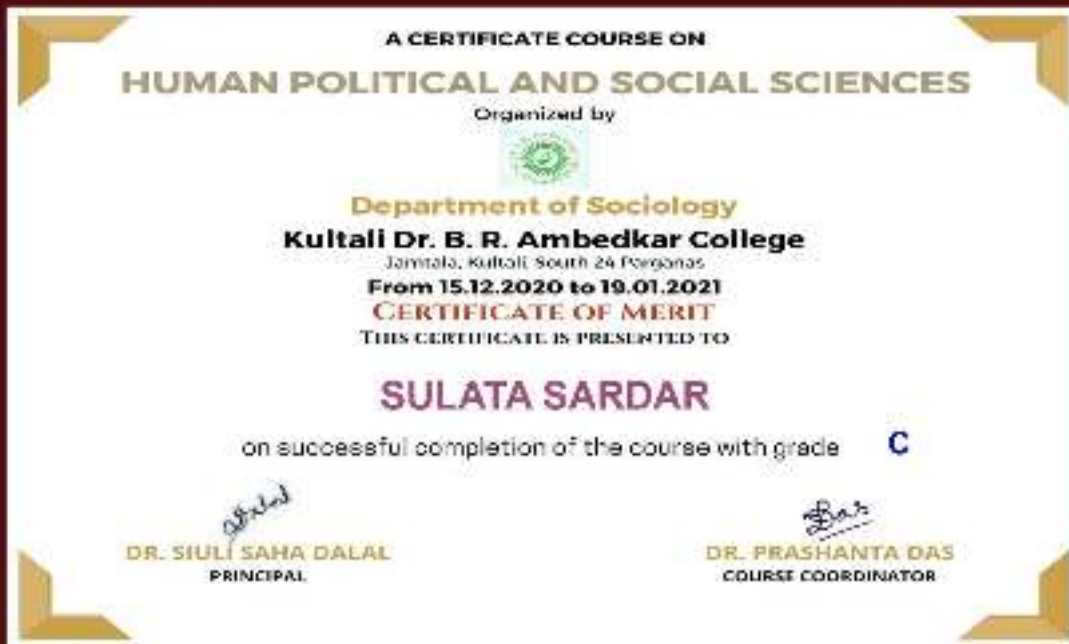 A CERTIFICATE COURSE ON
HUMAN POLITICAL AND SOCIAL SCIENCES
Organized by
Department of Sociology
Kultali Dr. B. R. Ambedkar College
Jamtala, Kultali, South 24 Parganas
From 15.12.2020 to 19.01.2021
CERTIFICATE OF MERIT
THIS CERTIFICATE IS PRESENTED TO
SULATA SARDAR
on successful completion of the course with grade C
Das
DR. SIULI SAHA DALAL
DR. PRASHANTA DAS
PRINCIPAL
COURSE COORDINATOR